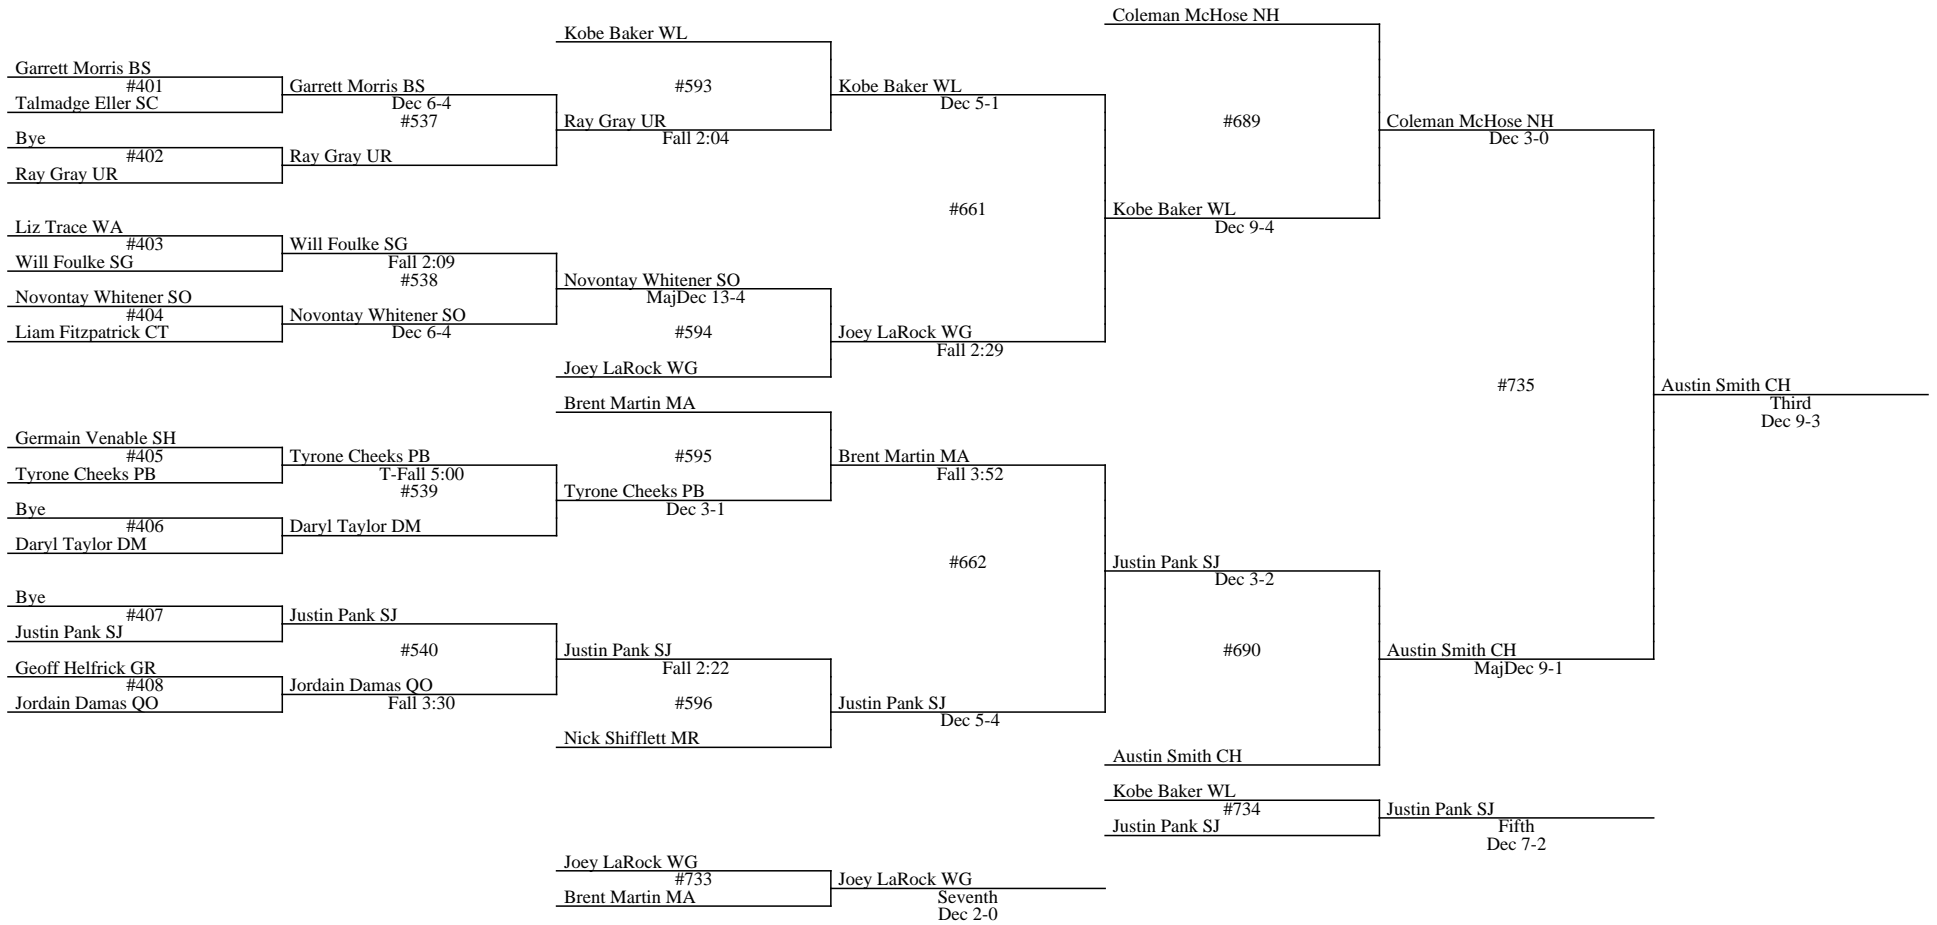 Coleman McHose NH
Kobe Baker WL
Garrett Morris BS
#401
Garrett Morris BS
#593
Kobe Baker WL
Talmadge Eller SC
Dec 6-4
Dec 5-1
#537
Ray Gray UR
#689
Coleman McHose NH
Bye
Fall 2:04
Dec 3-0
#402
Ray Gray UR
Ray Gray UR
#661
Kobe Baker WL
Liz Trace WA
Dec 9-4
#403
Will Foulke SG
Will Foulke SG
Fall 2:09
#538
Novontay Whitener SO
Novontay Whitener SO
MajDec 13-4
#404
Novontay Whitener SO
Liam Fitzpatrick CT
Dec 6-4
#594
Joey LaRock WG
Fall 2:29
Joey LaRock WG
#735
Austin Smith CH
Brent Martin MA
Third
Dec 9-3
Germain Venable SH
#405
Tyrone Cheeks PB
#595
Brent Martin MA
Tyrone Cheeks PB
T-Fall 5:00
Fall 3:52
#539
Tyrone Cheeks PB
Bye
Dec 3-1
#406
Daryl Taylor DM
Daryl Taylor DM
#662
Justin Pank SJ
Dec 3-2
Bye
#407
Justin Pank SJ
Justin Pank SJ
#540
Justin Pank SJ
#690
Austin Smith CH
Geoff Helfrick GR
Fall 2:22
MajDec 9-1
#408
Jordain Damas QO
Jordain Damas QO
Fall 3:30
#596
Justin Pank SJ
Dec 5-4
Nick Shifflett MR
Austin Smith CH
Kobe Baker WL
#734
Justin Pank SJ
Justin Pank SJ
Fifth
Dec 7-2
Joey LaRock WG
#733
Joey LaRock WG
Brent Martin MA
Seventh
Dec 2-0